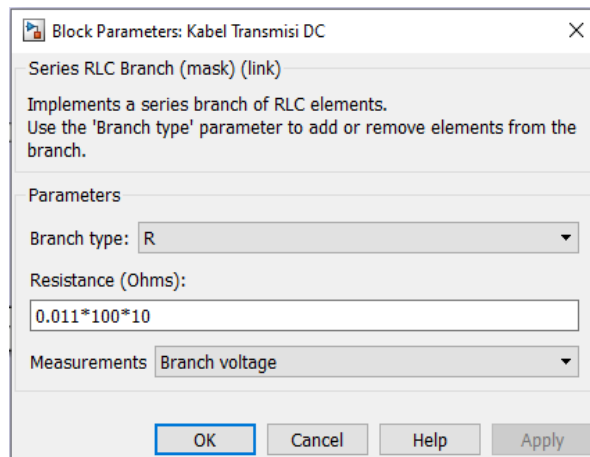 Block Parameters: Kabel Transmisi DC
Series RLC Branch (mask) (link)
Implements a series branch of RLC elements.
Use the 'Branch type' parameter to add or remove elements from the
branch.
Parameters
Branch type: R
Resistance (Ohms):
0.011*100*10
Measurements Branch voltage
OK Cancel Help Apply